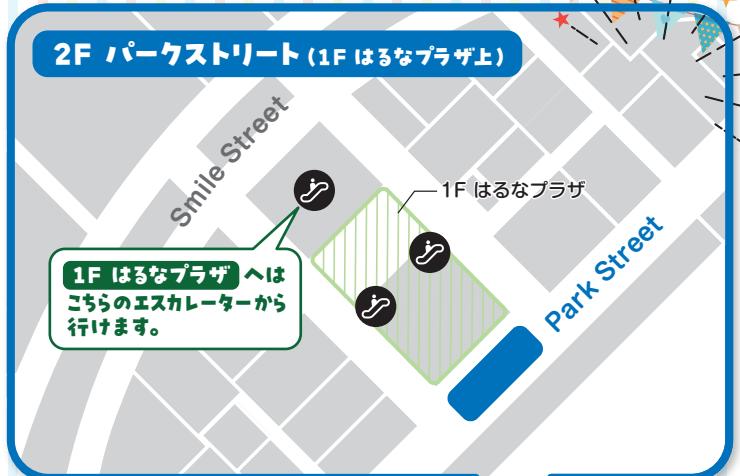 2F パークストリート (1F はるなプラザ上)
Smile Street
1F はるなプラザ
1F はるなプラザ へは
こちらのエスカレーターから
行けます。
Park Street